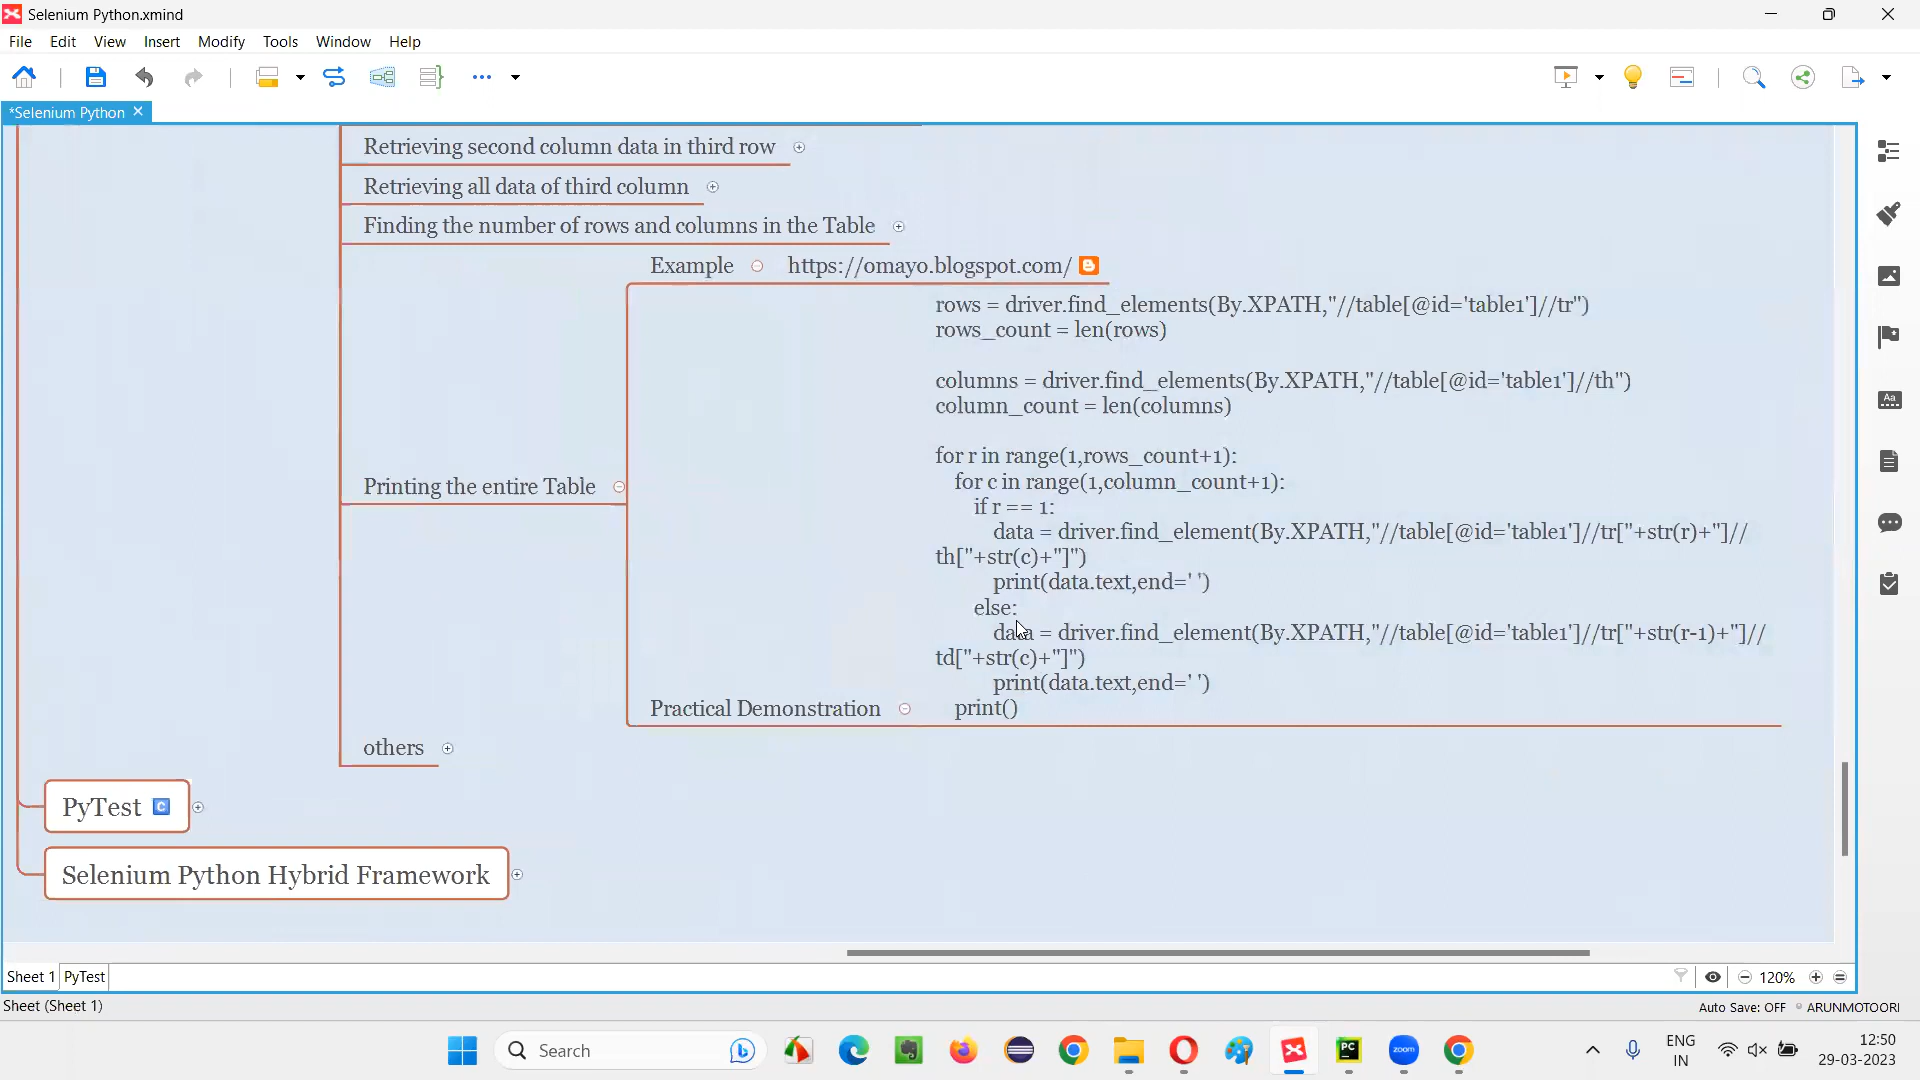 Selenium Python.xmind
File Edit View Insert Modify Tools Window Help
*Selenium Python
Retrieving second column data in third row
Retrieving all data of third column
Finding the number of rows and columns in the Table
Example https://omayo.blogspot.com/
rows = driver.find_elements(By.XPATH,"//table[@id='table1']//tr")
rows_count = len(rows)
columns = driver.find_elements(By.XPATH,"//table[@id='table1']//th")
column_count = len(columns)
for r in range(1,rows_count+1):
for c in range(1,column_count+1):
if r == 1:
data = driver.find_element(By.XPATH,"//table[@id='table1']//tr["+str(r)+"]//
th["+str(c)+"]")
print(data.text,end=' ')
else:
data = driver.find_element(By.XPATH,"//table[@id='table1']//tr["+str(r-1)+"]//
td["+str(c)+"]")
print(data.text,end=' ')
print()
Printing the entire Table
Practical Demonstration
others
PyTest C
Selenium Python Hybrid Framework
Aa
Sheet 1 PyTest
120%
Sheet (Sheet 1)
Auto Save: OFF ARUNMOTOORI
Search
PC
zoom
ENG
IN
12:50
29-03-2023